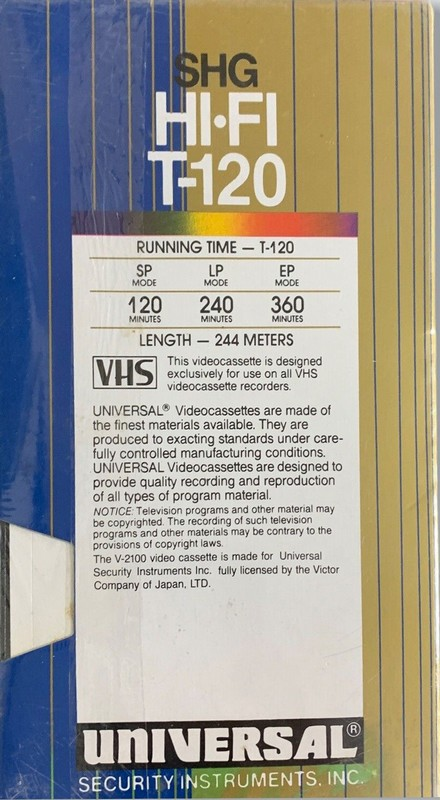 SHG
HI•FI
T-120
RUNNING TIME — T-120
SP LP EP
MODE MODE MODE
120 240 360
MINUTES MINUTES MINUTES
LENGTH — 244 METERS
VHS
This videocassette is designed
exclusively for use on all VHS
videocassette recorders.
UNIVERSAL® Videocassettes are made of
the finest materials available. They are
produced to exacting standards under care-
fully controlled manufacturing conditions.
UNIVERSAL Videocassettes are designed to
provide quality recording and reproduction
of all types of program material.
NOTICE: Television programs and other material may
be copyrighted. The recording of such television
programs and other materials may be contrary to the
provisions of copyright laws.
The V-2100 video cassette is made for Universal
Security Instruments Inc. fully licensed by the Victor
Company of Japan, LTD.
UNIVERSAL®
SECURITY INSTRUMENTS, INC.